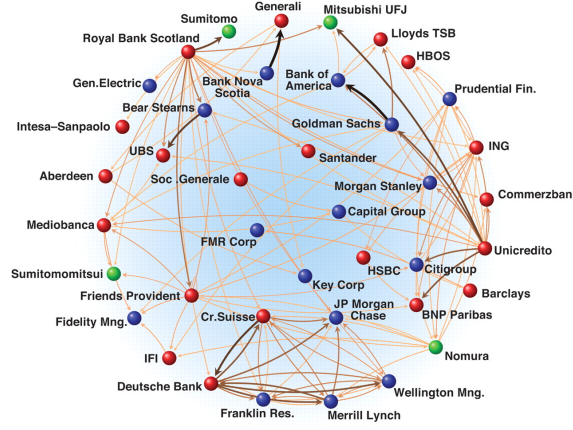 Generali
Sumitomo
Mitsubishi UFJ
Royal Bank Scotland
Lloyds TSB
HBOS
Gen.Electric
Bank Nova
Scotia
Bank of
America
Prudential Fin.
Bear Stearns
Goldman Sachs
Intesa–Sanpaolo
UBS
Santander
ING
Aberdeen
Soc.Generale
Morgan Stanley
Commerzban
Capital Group
Mediobanca
FMR Corp
Unicredito
Sumitomomitsui
HSBC
Citigroup
Key Corp
Friends Provident
Barclays
Fidelity Mng.
Cr.Suisse
JP Morgan
Chase
BNP Paribas
IFI
Nomura
Deutsche Bank
Wellington Mng.
Franklin Res.
Merrill Lynch